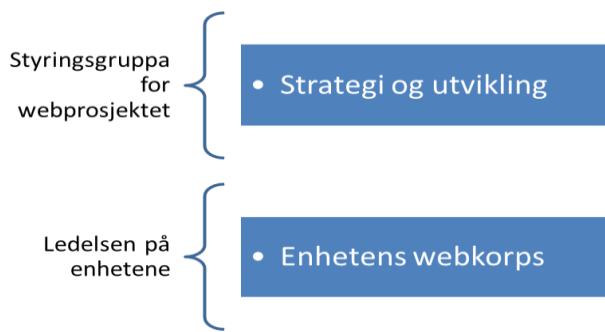 Styringsgruppa
for
webprosjektet
• Strategi og utvikling
Ledelsen på
enhetene
• Enhetens webkorps